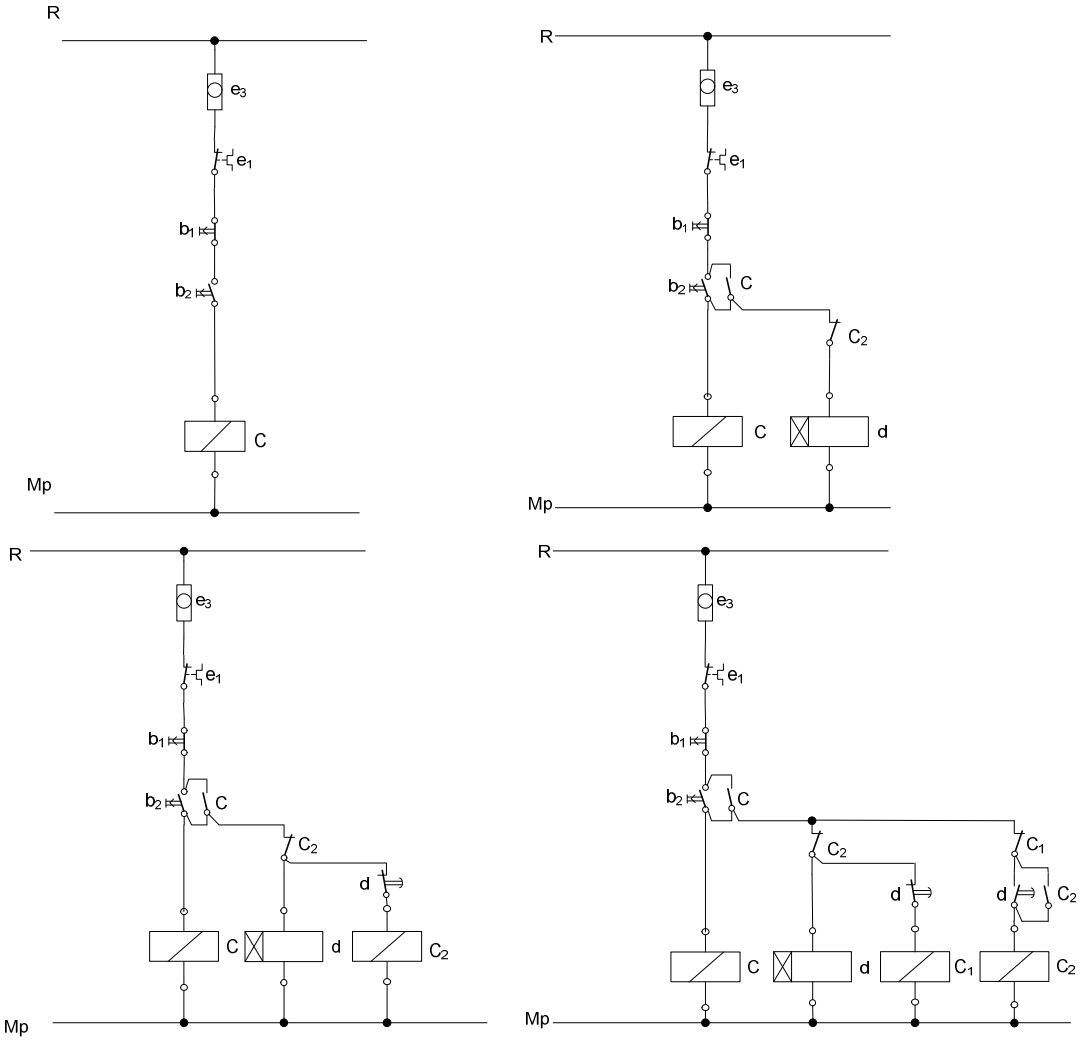 R
e₃
e₁
b₁
b₂
C
Mp
R
e₃
e₁
b₁
b₂ C
C₂
C d
Mp
R
e₃
e₁
b₁
b₂ C
C₂
d
C d C₂
Mp
R
e₃
e₁
b₁
b₂ C
C₂ C₁
d d C₂
C d C₁ C₂
Mp